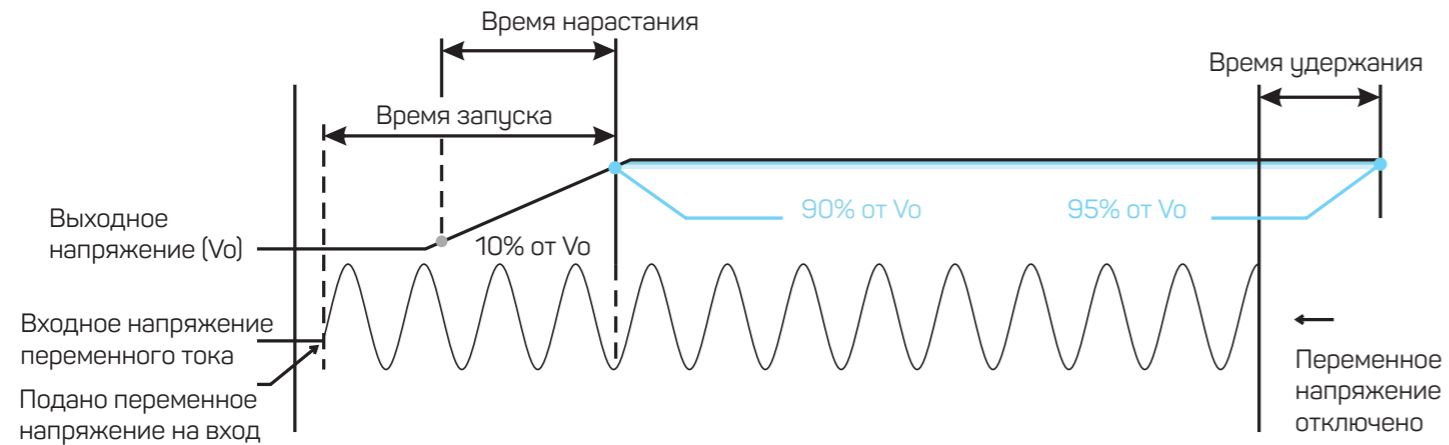 Время нарастания
Время удержания
Время запуска
90% от Vo
95% от Vo
Выходное
напряжение (Vo)
10% от Vo
Входное напряжение
переменного тока
Подано переменное
напряжение на вход
Переменное
напряжение
отключено